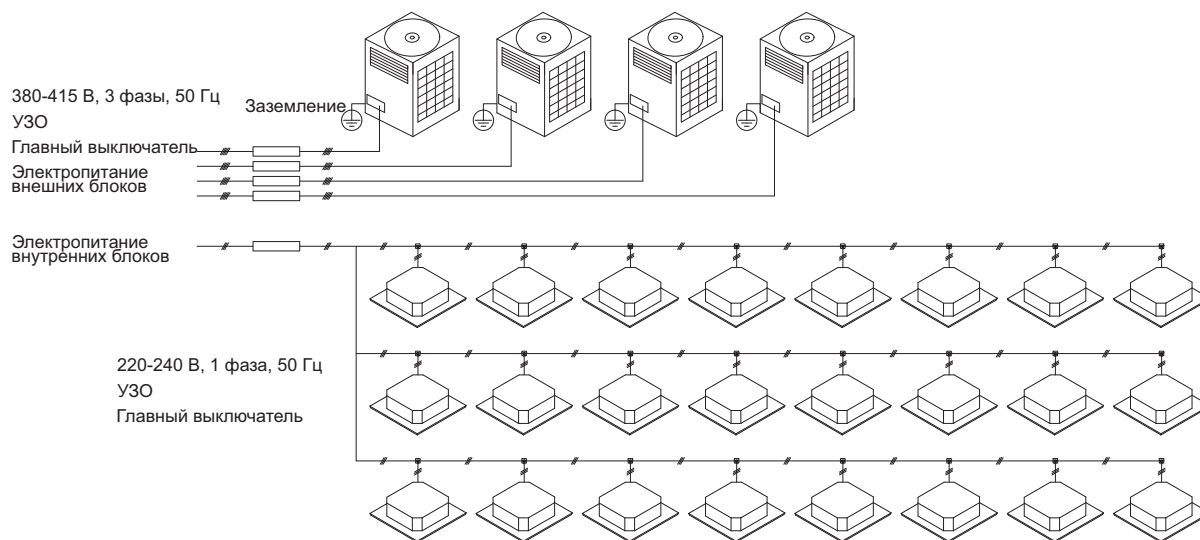 380-415 В, 3 фазы, 50 Гц
Заземление
УЗО
Главный выключатель
Электропитание
внешних блоков
Электропитание
внутренних блоков
220-240 В, 1 фаза, 50 Гц
УЗО
Главный выключатель